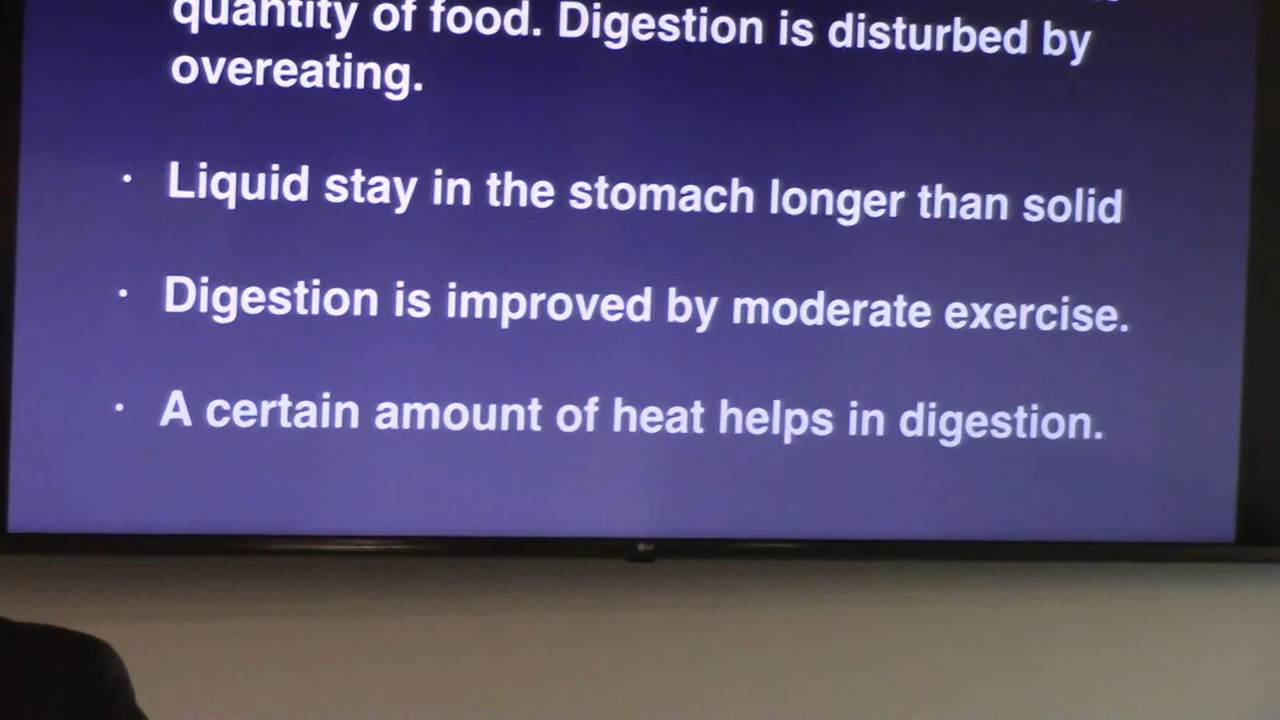 quantity of food. Digestion is disturbed by
overeating.
· Liquid stay in the stomach longer than solid
· Digestion is improved by moderate exercise.
· A certain amount of heat helps in digestion.
LG